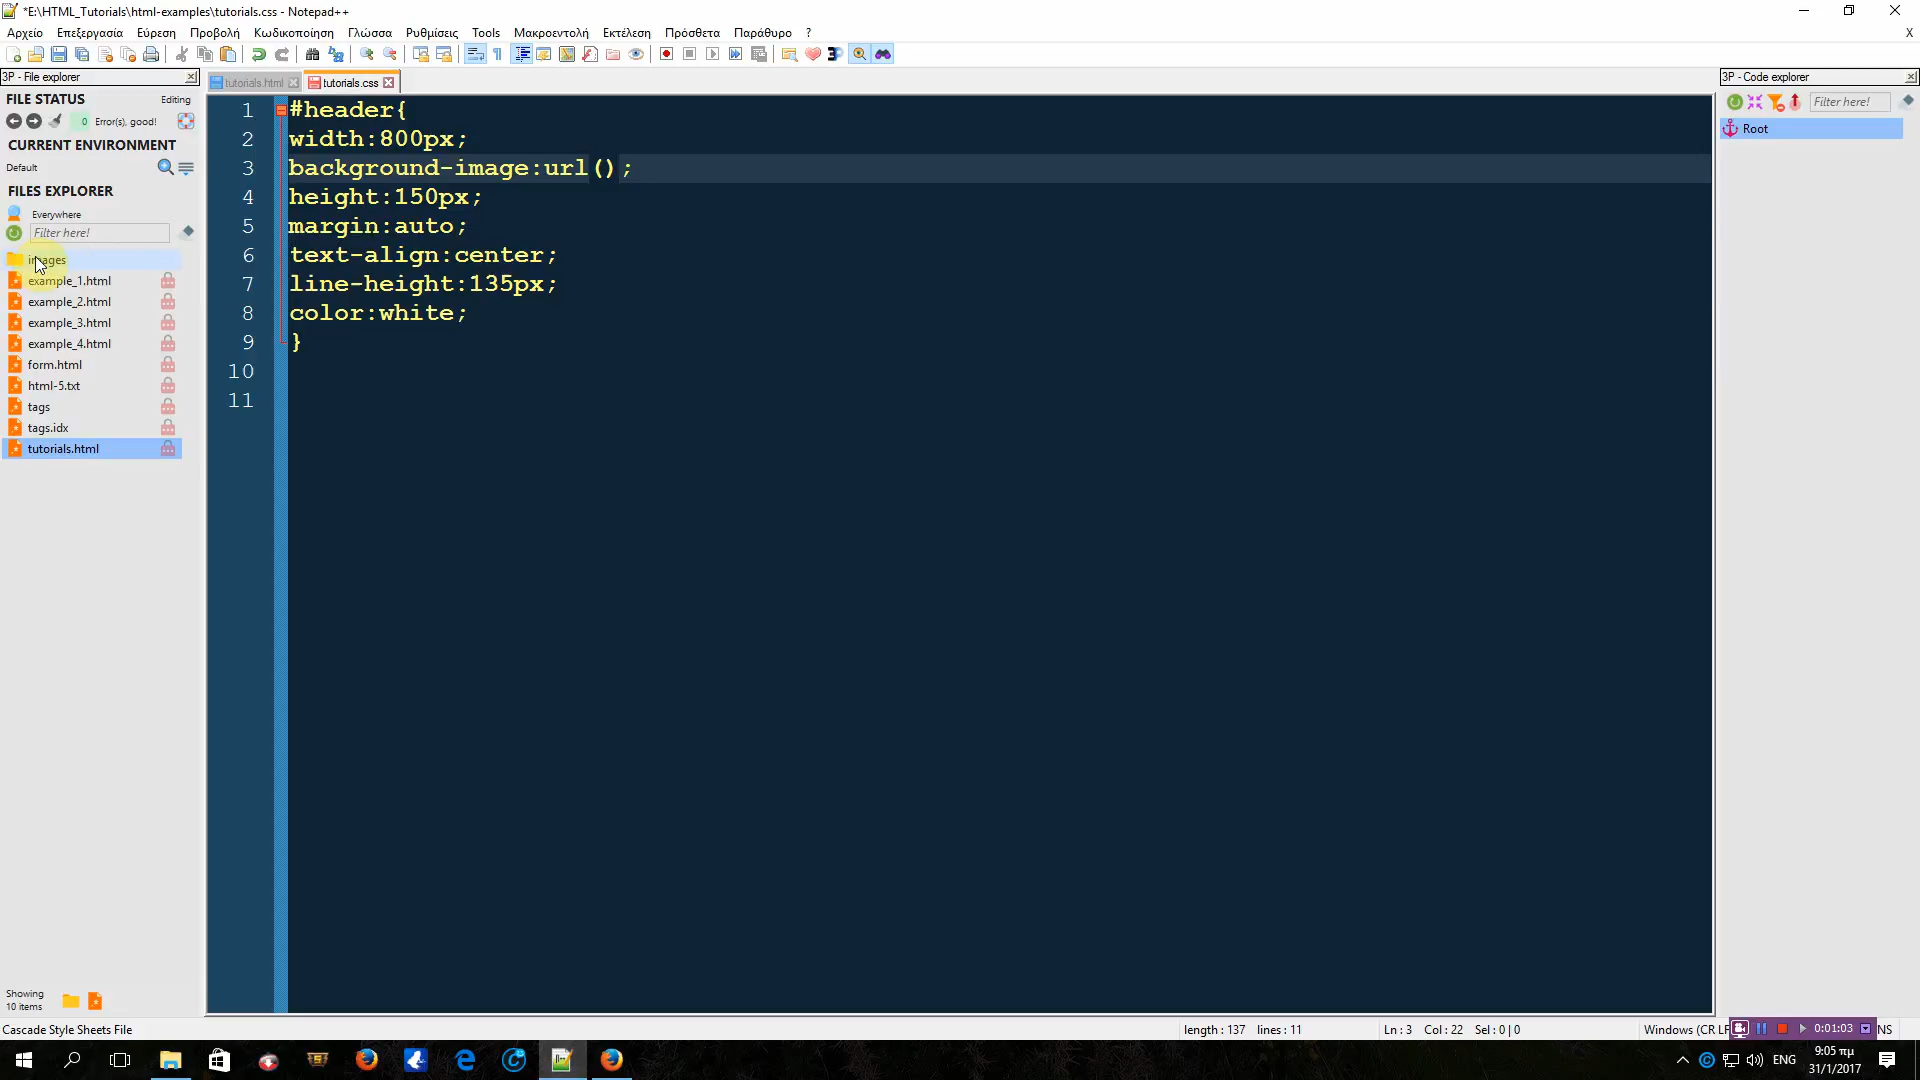 *E:\HTML_Tutorials\html-examples\tutorials.css - Notepad++
Αρχείο Επεξεργασία Εύρεση Προβολή Κωδικοποίηση Γλώσσα Ρυθμίσεις Tools Μακροεντολή Εκτέλεση Πρόσθετα Παράθυρο ? X
3P - File explorer
tutorials.html tutorials.css
3P - Code explorer
FILE STATUS Editing
0 Error(s), good!
CURRENT ENVIRONMENT
Default
FILES EXPLORER
Everywhere
Filter here!
images
example_1.html
example_2.html
example_3.html
example_4.html
form.html
html-5.txt
tags
tags.idx
tutorials.html
Showing
10 items
1 #header{
2 width:800px;
3 background-image:url();
4 height:150px;
5 margin:auto;
6 text-align:center;
7 line-height:135px;
8 color:white;
9 }
10
11
Filter here!
Root
Cascade Style Sheets File
length : 137 lines : 11
Ln : 3 Col : 22 Sel : 0 | 0
Windows (CR LF
0:01:03
NS
ENG
9:05 πμ
31/1/2017